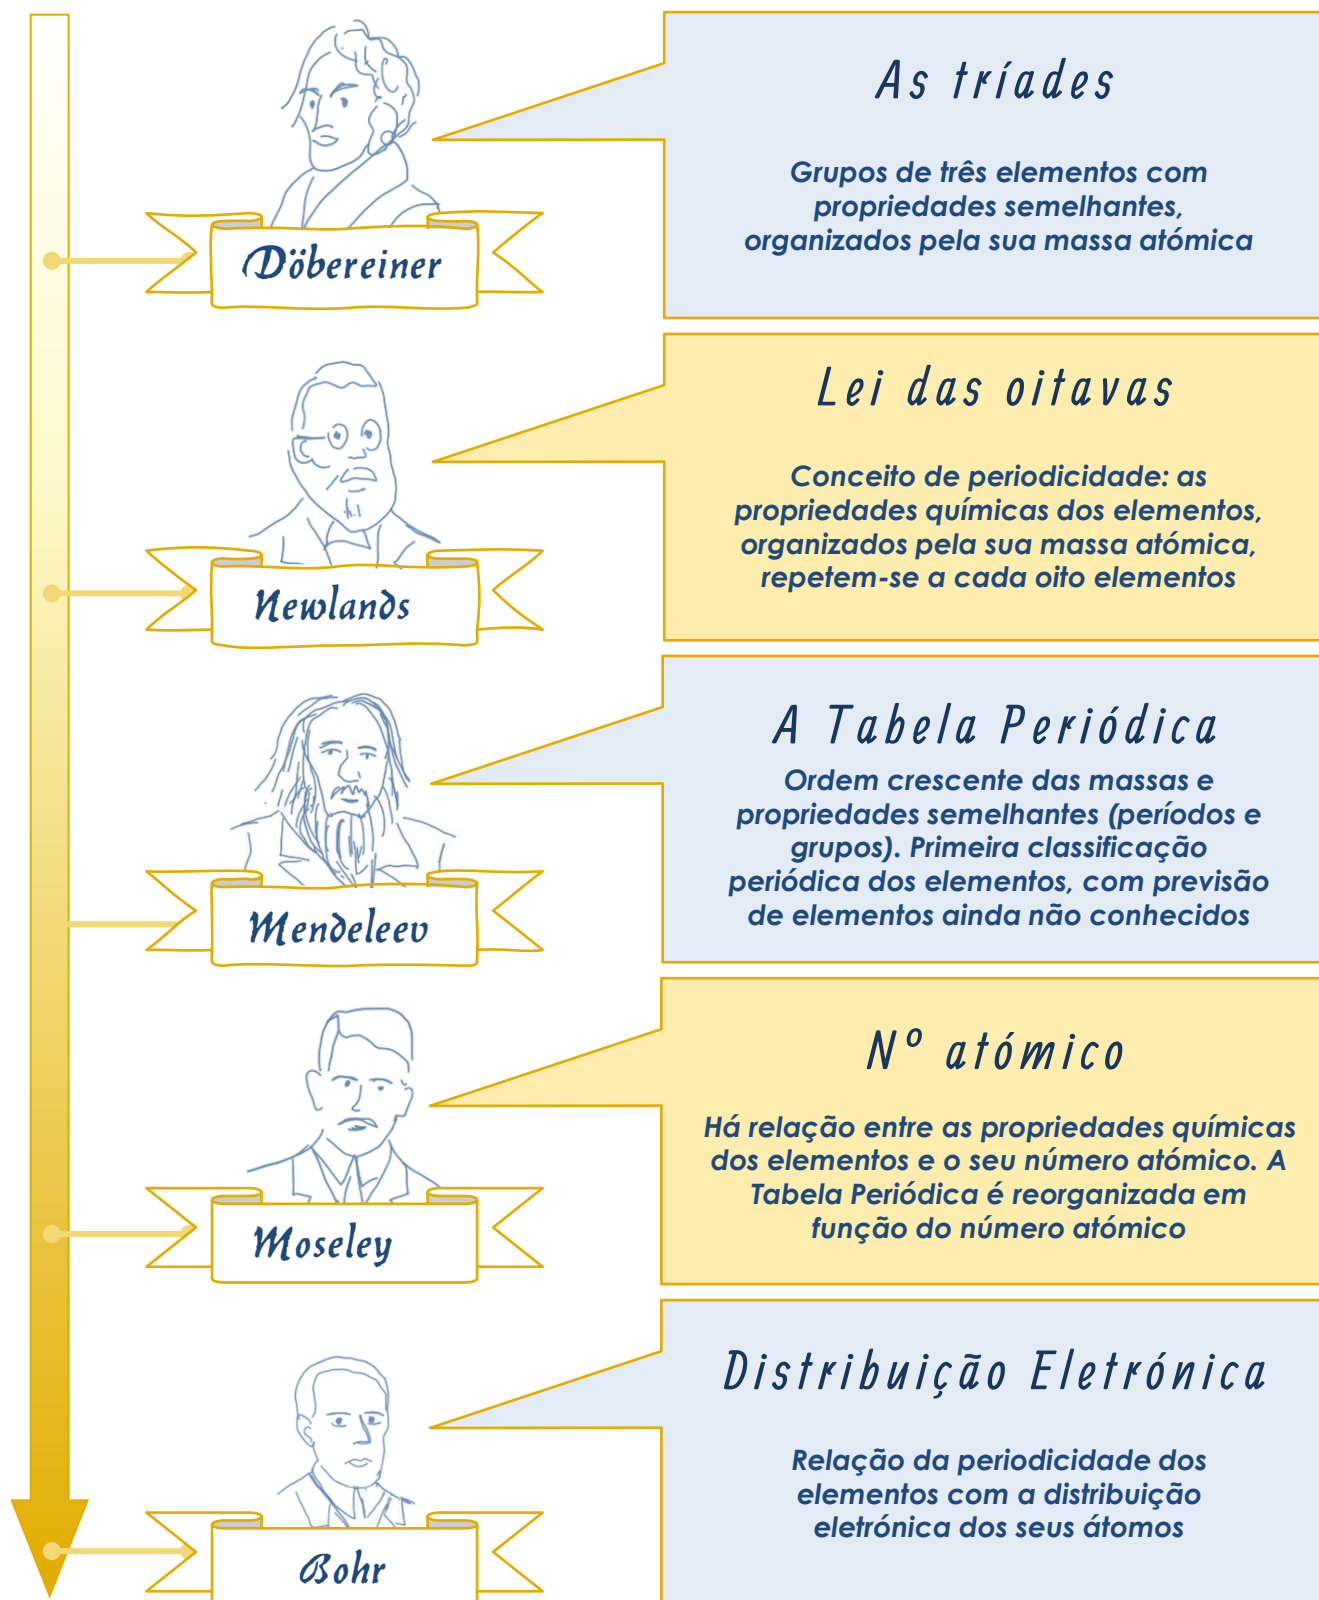 As tríades
Grupos de três elementos com
propriedades semelhantes,
organizados pela sua massa atómica
Döbereiner
Lei das oitavas
Conceito de periodicidade: as
propriedades químicas dos elementos,
organizados pela sua massa atómica,
repetem-se a cada oito elementos
Newlands
A Tabela Periódica
Ordem crescente das massas e
propriedades semelhantes (períodos e
grupos). Primeira classificação
periódica dos elementos, com previsão
de elementos ainda não conhecidos
Mendeleev
Nº atómico
Há relação entre as propriedades químicas
dos elementos e o seu número atómico. A
Tabela Periódica é reorganizada em
função do número atómico
Moseley
Distribuição Eletrónica
Relação da periodicidade dos
elementos com a distribuição
eletrónica dos seus átomos
Bohr